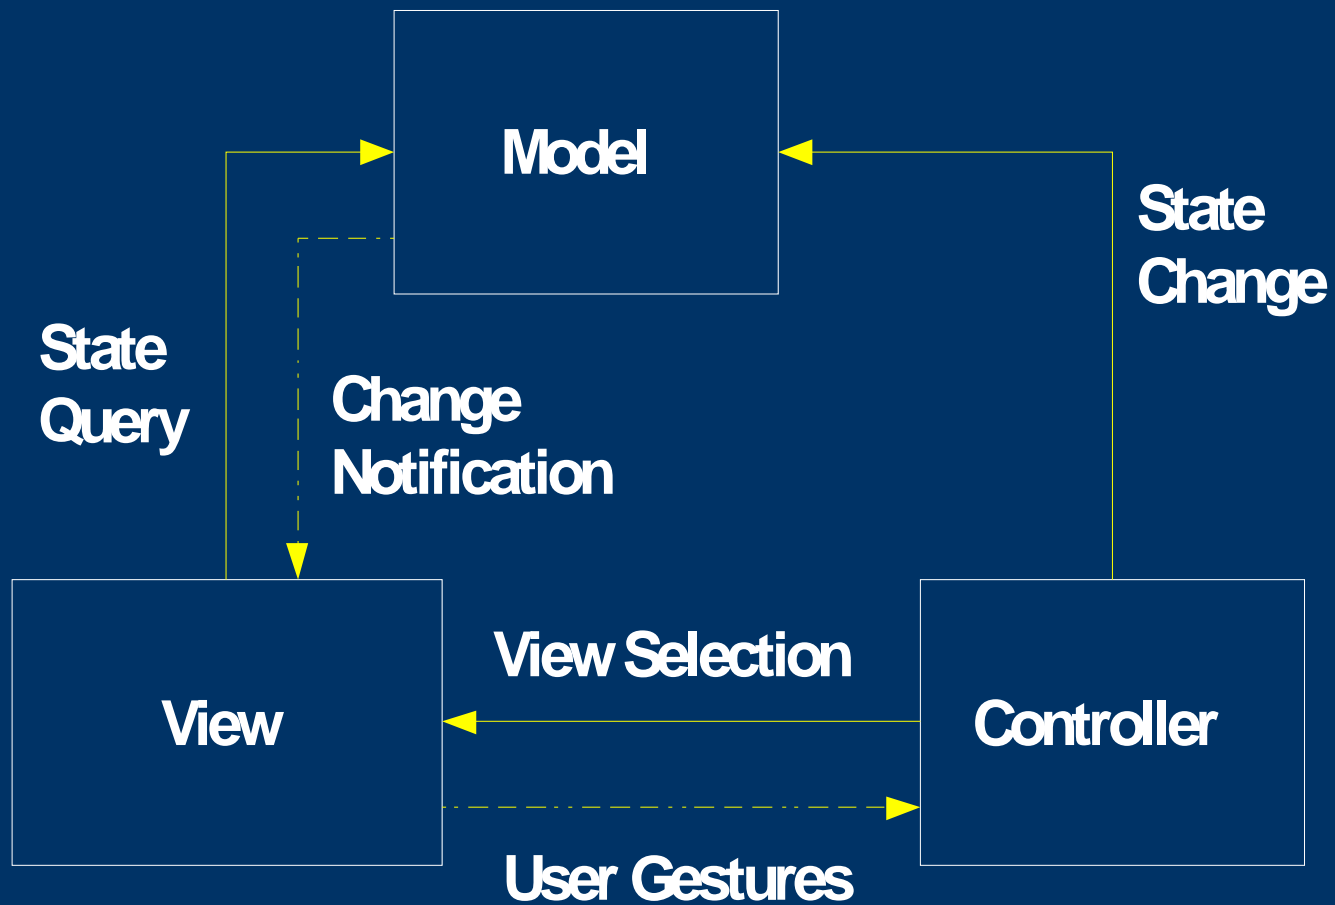 Model
State
Change
State
Query
Change
Notification
View Selection
View
Controller
User Gestures